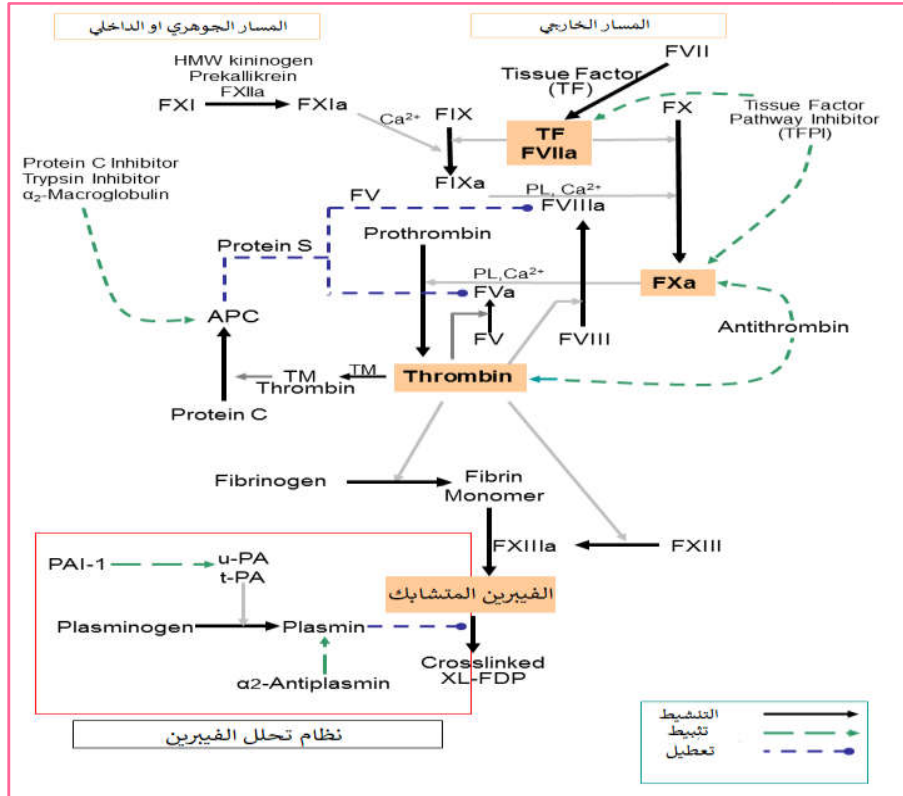 المسار الجوهري او الداخلي
المسار الخارجي
HMW kininogen
Prekallikrein
FXIIa
FXI
FXIa
Ca²⁺
FIX
FIXa
Tissue Factor
(TF)
FVII
TF
FVIIa
FX
Tissue Factor
Pathway Inhibitor
(TFPI)
Protein C Inhibitor
Trypsin Inhibitor
α₂-Macroglobulin
FV
PL, Ca²⁺
FVIIIa
Protein S
Prothrombin
PL,Ca²⁺
FXa
FVa
APC
FV
FVIII
Antithrombin
TM
Thrombin
TM
Thrombin
Protein C
Fibrinogen
Fibrin
Monomer
FXIIIa
FXIII
PAI-1
u-PA
t-PA
الفيبرين المتشابك
Plasminogen
Plasmin
Crosslinked
XL-FDP
α2-Antiplasmin
نظام تحلل الفيبرين
التنشيط
تثبيط
تعطيل